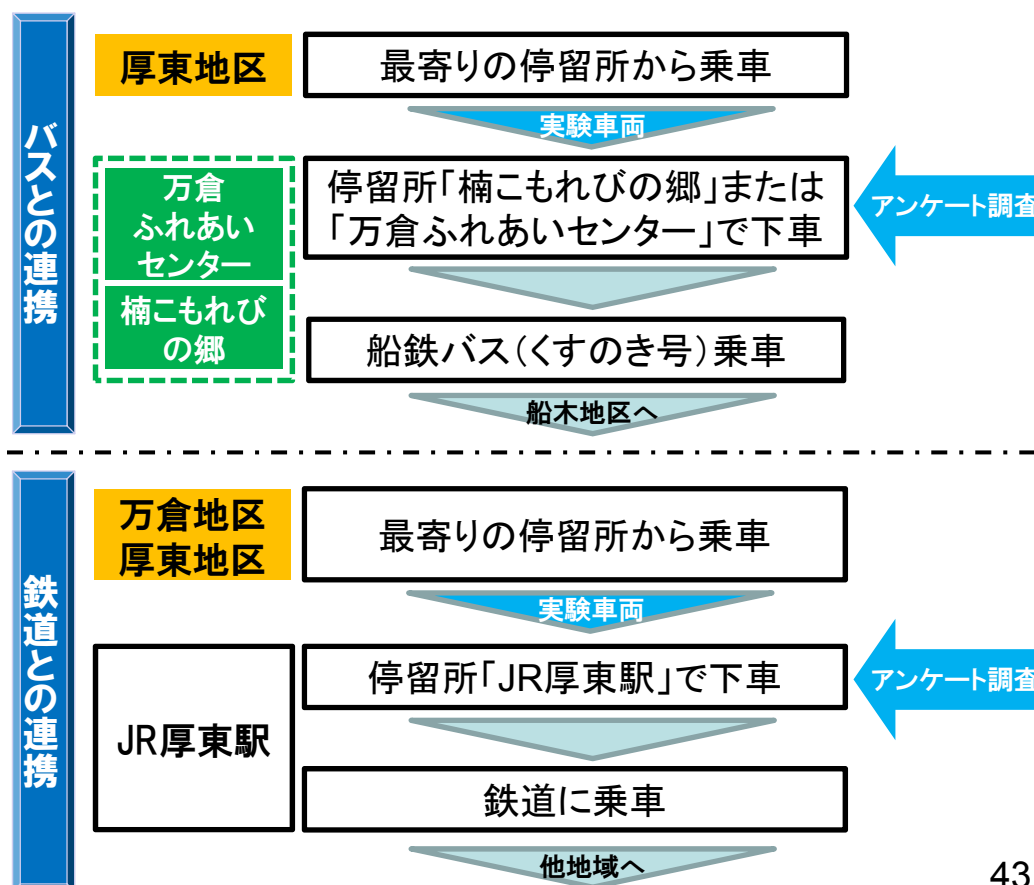 バスとの連携
厚東地区
最寄りの停留所から乗車
実験車両
万倉
ふれあい
センター
楠こもれび
の郷
停留所「楠こもれびの郷」または
「万倉ふれあいセンター」で下車
アンケート調査
船鉄バス(くすのき号)乗車
船木地区へ
鉄道との連携
万倉地区
厚東地区
最寄りの停留所から乗車
実験車両
JR厚東駅
停留所「JR厚東駅」で下車
アンケート調査
鉄道に乗車
他地域へ
43